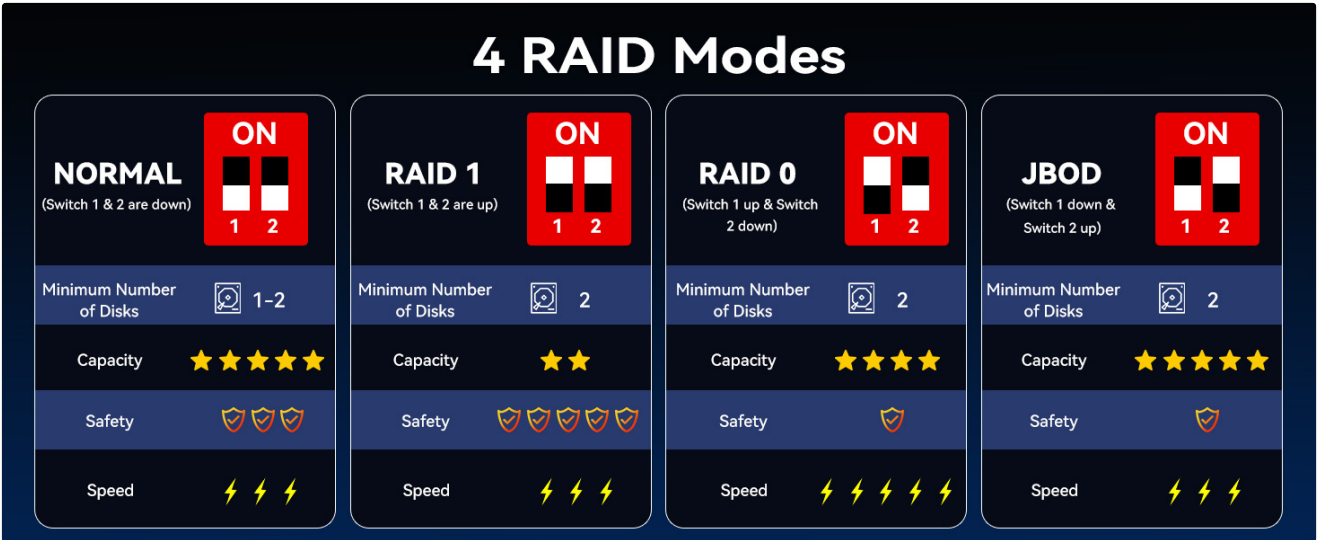 4 RAID Modes
NORMAL
(Switch 1 & 2 are down)
ON
1 2
Minimum Number
of Disks
1-2
Capacity
Safety
Speed
RAID 1
(Switch 1 & 2 are up)
ON
1 2
Minimum Number
of Disks
2
Capacity
Safety
Speed
RAID 0
(Switch 1 up & Switch
2 down)
ON
1 2
Minimum Number
of Disks
2
Capacity
Safety
Speed
JBOD
(Switch 1 down &
Switch 2 up)
ON
1 2
Minimum Number
of Disks
2
Capacity
Safety
Speed